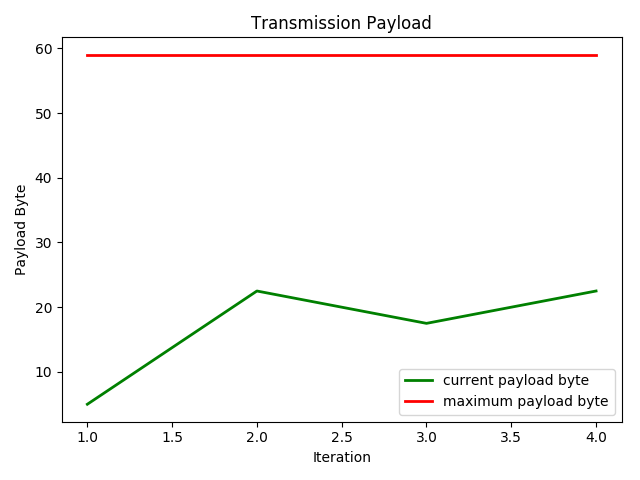 Transmission Payload
60
50
40
30
20
10
Payload Byte
current payload byte
maximum payload byte
1.0 1.5 2.0 2.5 3.0 3.5 4.0
Iteration